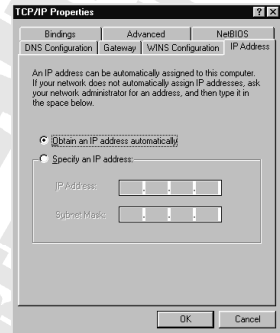 TCP/IP Properties
Bindings Advanced NetBIOS
DNS Configuration Gateway WINS Configuration IP Address
An IP address can be automatically assigned to this computer.
If your network does not automatically assign IP addresses, ask
your network administrator for an address, and then type it in
the space below.
Obtain an IP address automatically
Specify an IP address:
IP Address:
Subnet Mask:
OK Cancel